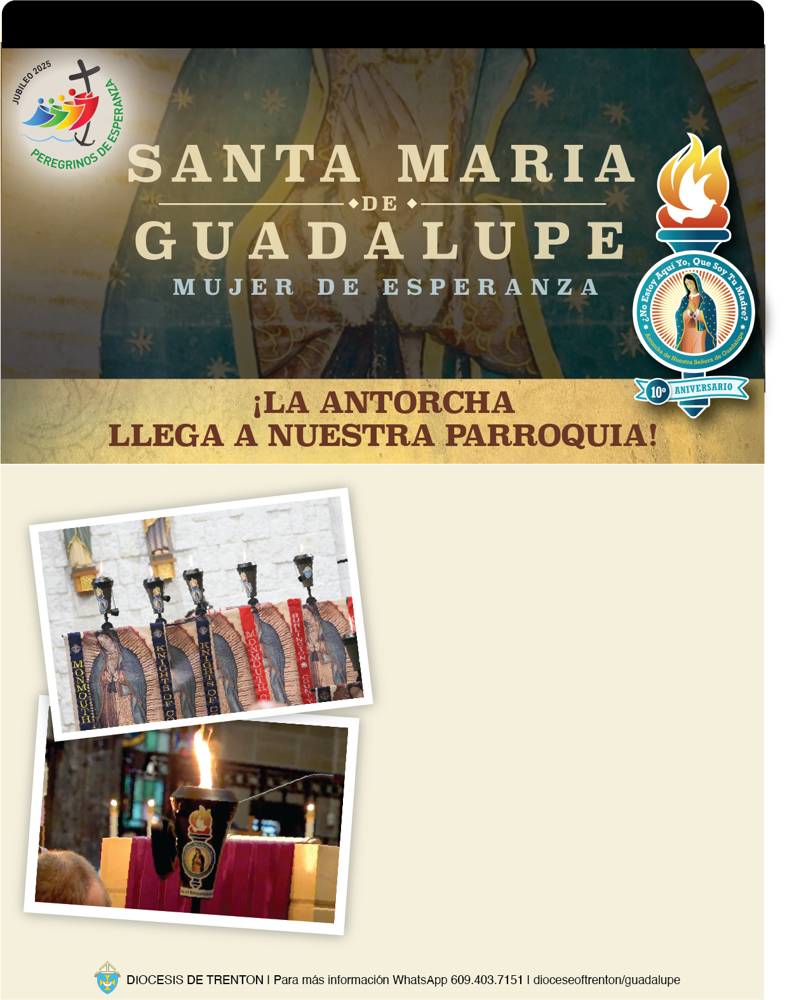 JUBILEO 2025
PEREGRINOS DE ESPERANZA
SANTA MARIA
DE
GUADALUPE
MUJER DE ESPERANZA
¿No Estoy Aquí Yo, Que Soy Tu Madre?
Antorcha de Nuestra Señora de Guadalupe
10º ANIVERSARIO
¡LA ANTORCHA
LLEGA A NUESTRA PARROQUIA!
MONMOUTH
KNIGHTS OF CO
KNIGHTS OF C
MONMOUTH C
BURLINGTON COUNTY
DIOCESIS DE TRENTON | Para más información WhatsApp 609.403.7151 | dioceseoftrenton/guadalupe